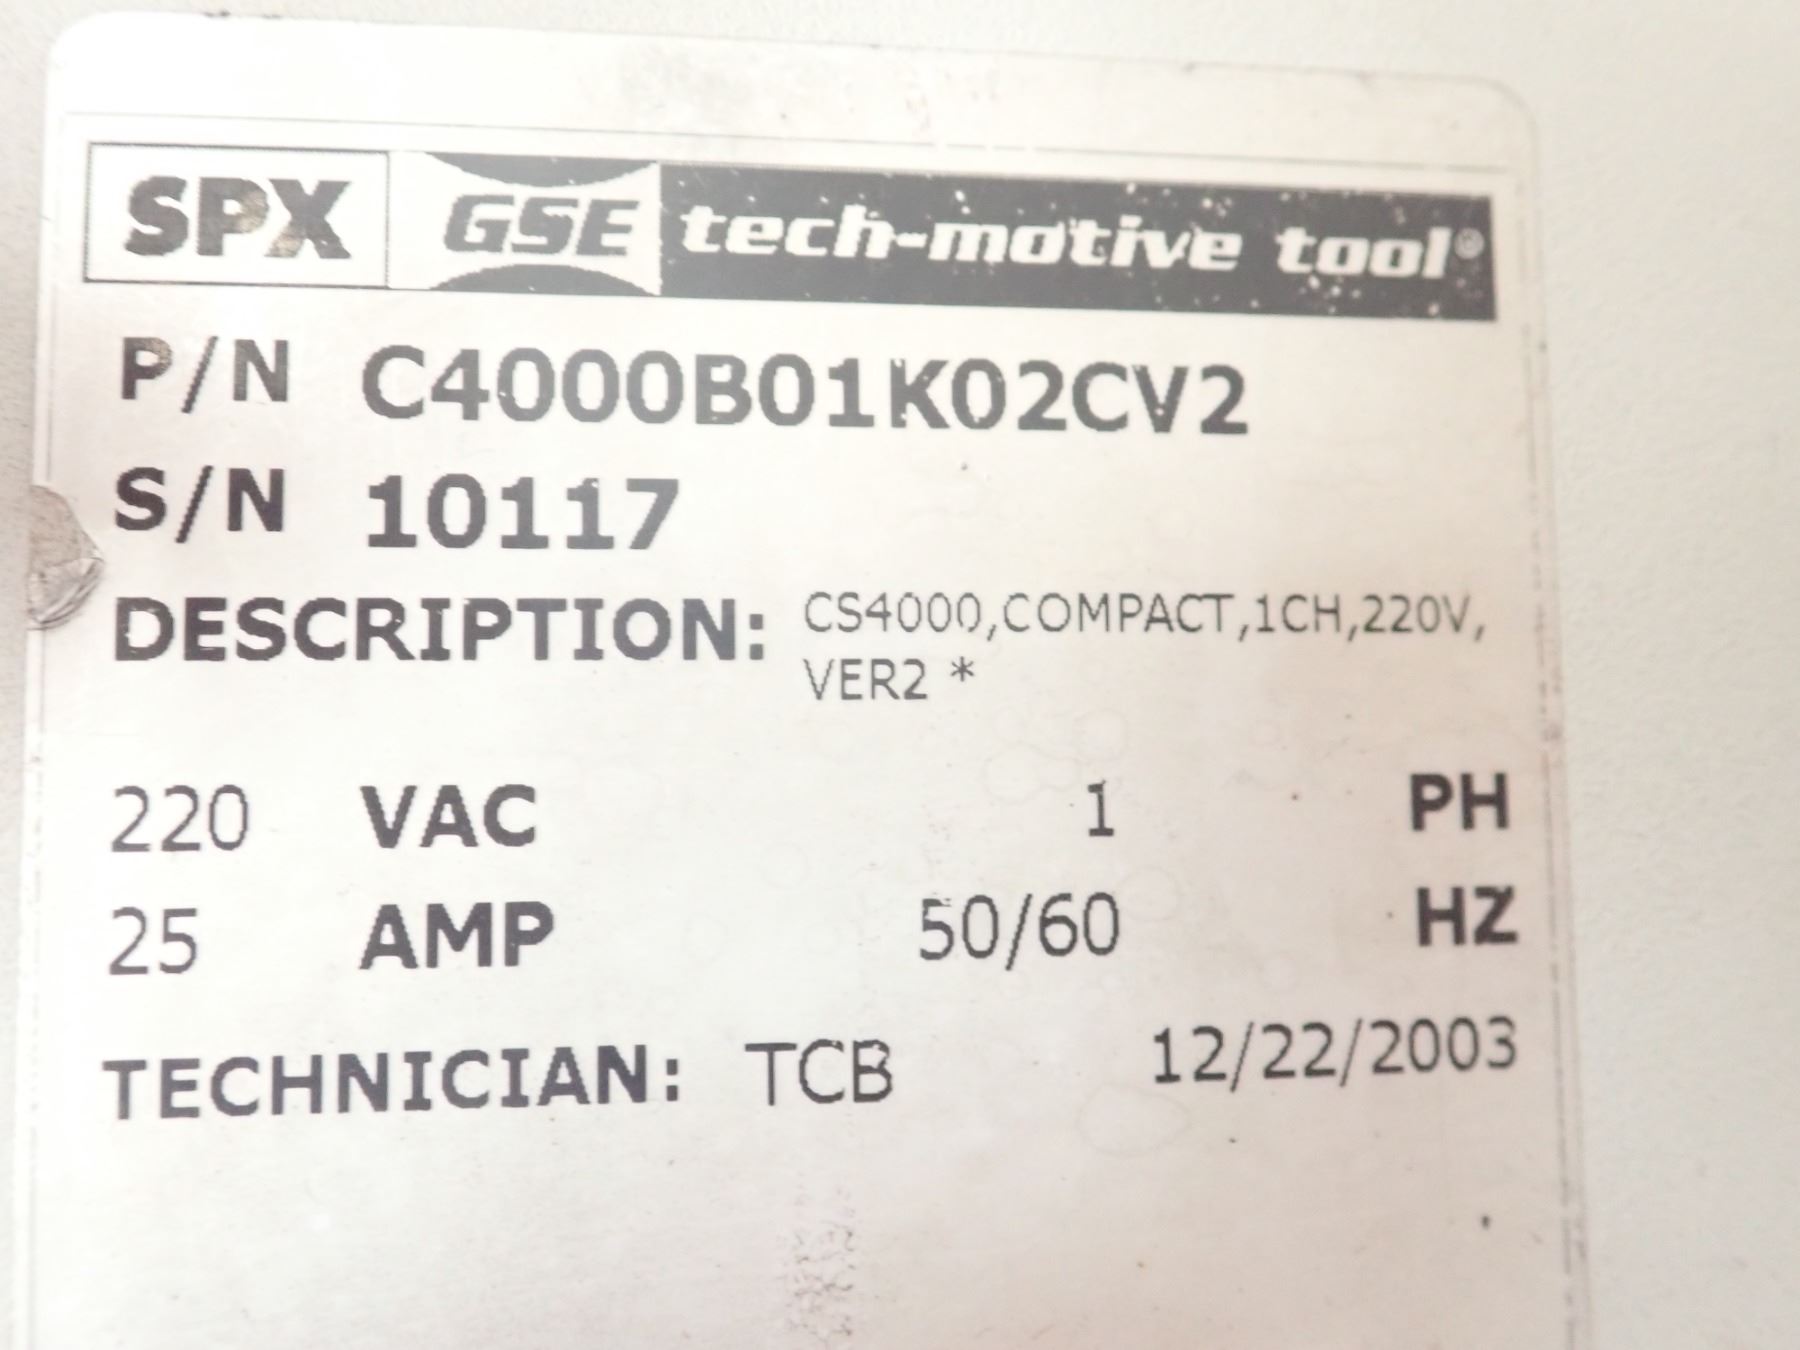 SPX GSE tech-motive tool®
P/N C4000B01K02CV2
S/N 10117
DESCRIPTION: CS4000,COMPACT,1CH,220V,
VER2 *
220 VAC 1 PH
25 AMP 50/60 HZ
TECHNICIAN: TCB 12/22/2003